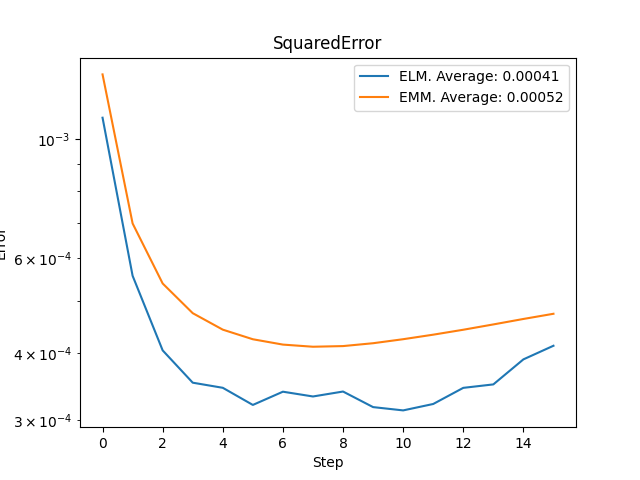 SquaredError
ELM. Average: 0.00041
EMM. Average: 0.00052
Error
10⁻³
6 × 10⁻⁴
4 × 10⁻⁴
3 × 10⁻⁴
0 2 4 6 8 10 12 14
Step